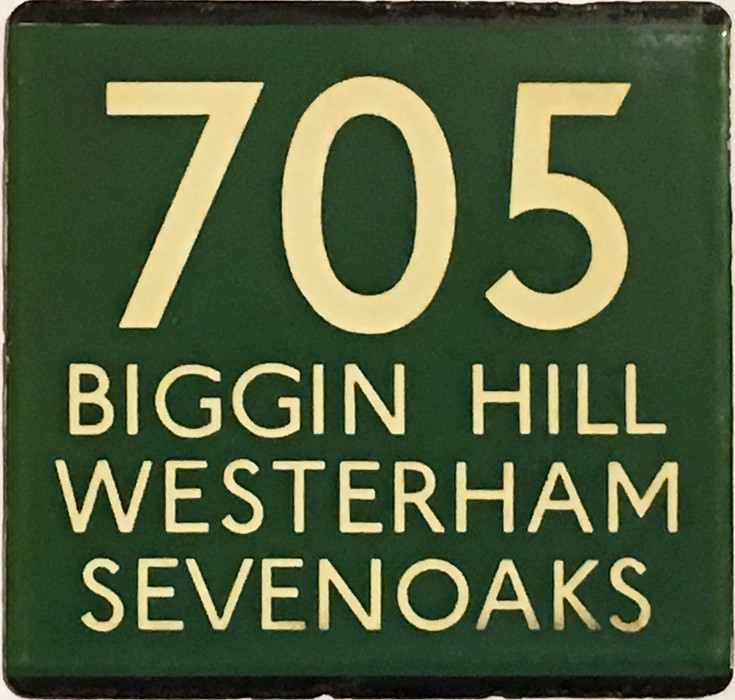 705
BIGGIN HILL
WESTERHAM
SEVENOAKS